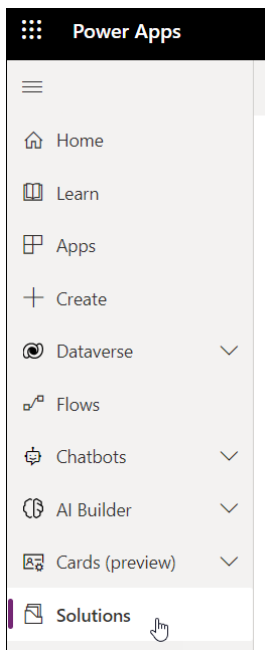 Power Apps
Home
Learn
Apps
Create
Dataverse
Flows
Chatbots
AI Builder
Cards (preview)
Solutions